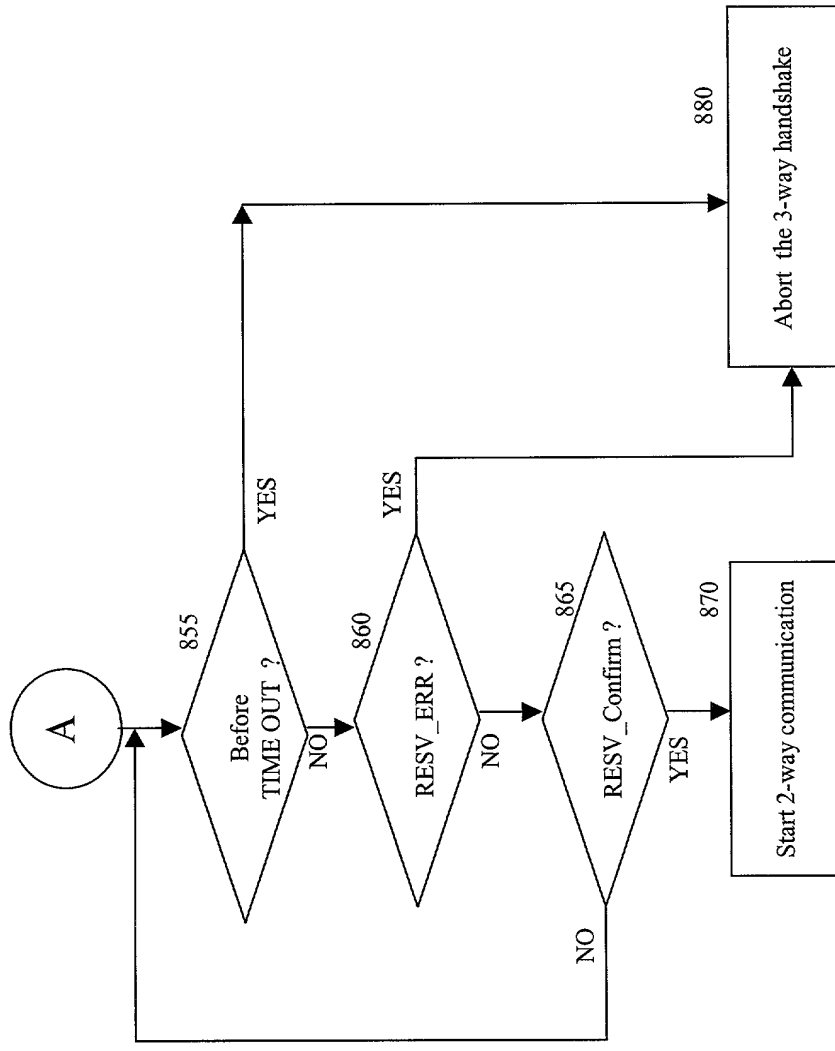 A
855
Before
TIME OUT ?
YES
NO
860
RESV_ERR ?
YES
NO
865
RESV_Confirm ?
NO
YES
870
Start 2-way communication
880
Abort the 3-way handshake